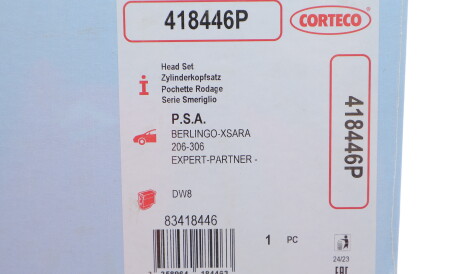 418446P
CORTECO
Head Set
Zylinderkopfsatz
Pochette Rodage
Serie Smeriglio
P.S.A.
BERLINGO-XSARA
206-306
EXPERT-PARTNER -
DW8
83418446
1 PC
24/23
418446P